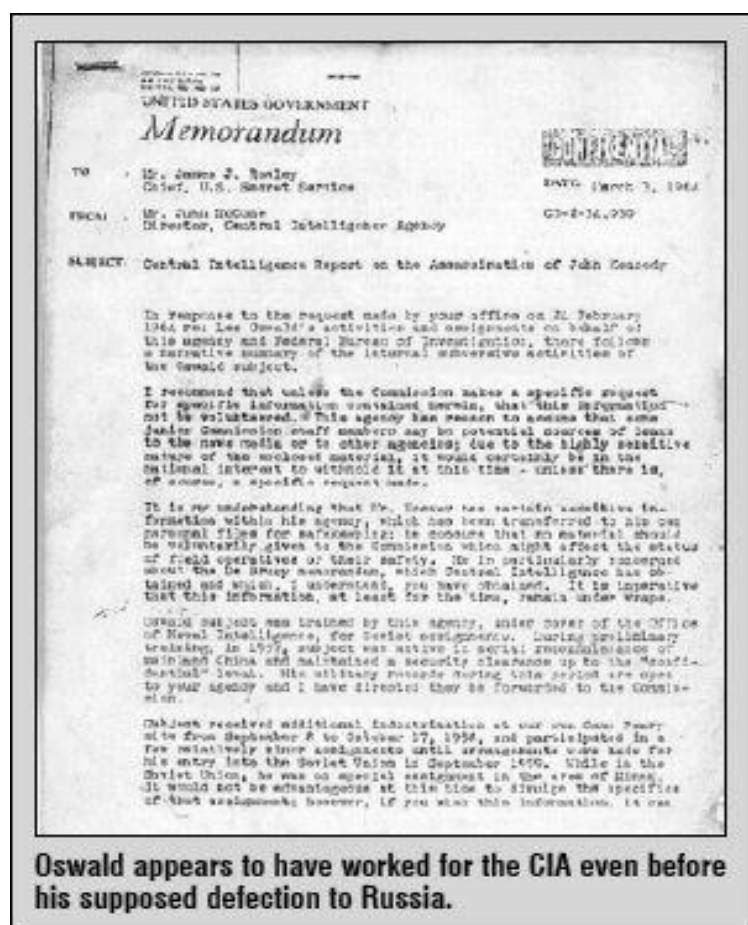 UNITED STATES GOVERNMENT
Memorandum
CONFIDENTIAL
TO : Mr. James J. Rowley
Chief, U.S. Secret Service
DATE: March 3, 1964
FROM : Mr. John McCone
Director, Central Intelligence Agency
SUBJECT: Central Intelligence Report on the Assassination of John Kennedy
In response to the request made by your office on 24 February
1964 re: Lee Oswald's activities and assignments on behalf of
this agency and Federal Bureau of Investigation, there follows
a narrative summary of the internal subversive activities of
the Oswald subject.
I recommend that unless the Commission makes a specific request
for specific information contained herein, that this information
not be volunteered. This agency has reason to assume that some
junior Commission staff members may be potential sources of leaks
to the news media or to other agencies; due to the highly sensitive
nature of the enclosed material, it would certainly be in the
national interest to withhold it at this time - unless there is,
of course, a specific request made.
It is my understanding that Mr. Hoover has certain sensitive in-
formation within his agency, which has been transferred to his own
personal files for safekeeping; he concurs that no material should
be voluntarily given to the Commission which might affect the status
of field operatives or their safety. He is particularly concerned
about the memorandum, which Central Intelligence has ob-
tained and which, I understand, you have obtained. It is imperative
that this information, at least for the time, remain under wraps.
Oswald subject was trained by this agency, under cover of the Office
of Naval Intelligence, for Soviet assignments. During preliminary
training, in 1957, subject was active in aerial reconnaissance of
mainland China and maintained a security clearance up to the "confi-
dential" level. His military records during this period are open
to your agency and I have directed they be forwarded to the Commis-
sion.
Subject received additional indoctrination at our own Camp Peary
site from September 8 to October 17, 1958, and participated in a
few relatively minor assignments until arrangements were made for
his entry into the Soviet Union in September 1959. While in the
Soviet Union, he was on special assignment in the area of Minsk.
It would not be advantageous at this time to divulge the specifics
of that assignment; however, if you wish this information, it can
Oswald appears to have worked for the CIA even before
his supposed defection to Russia.